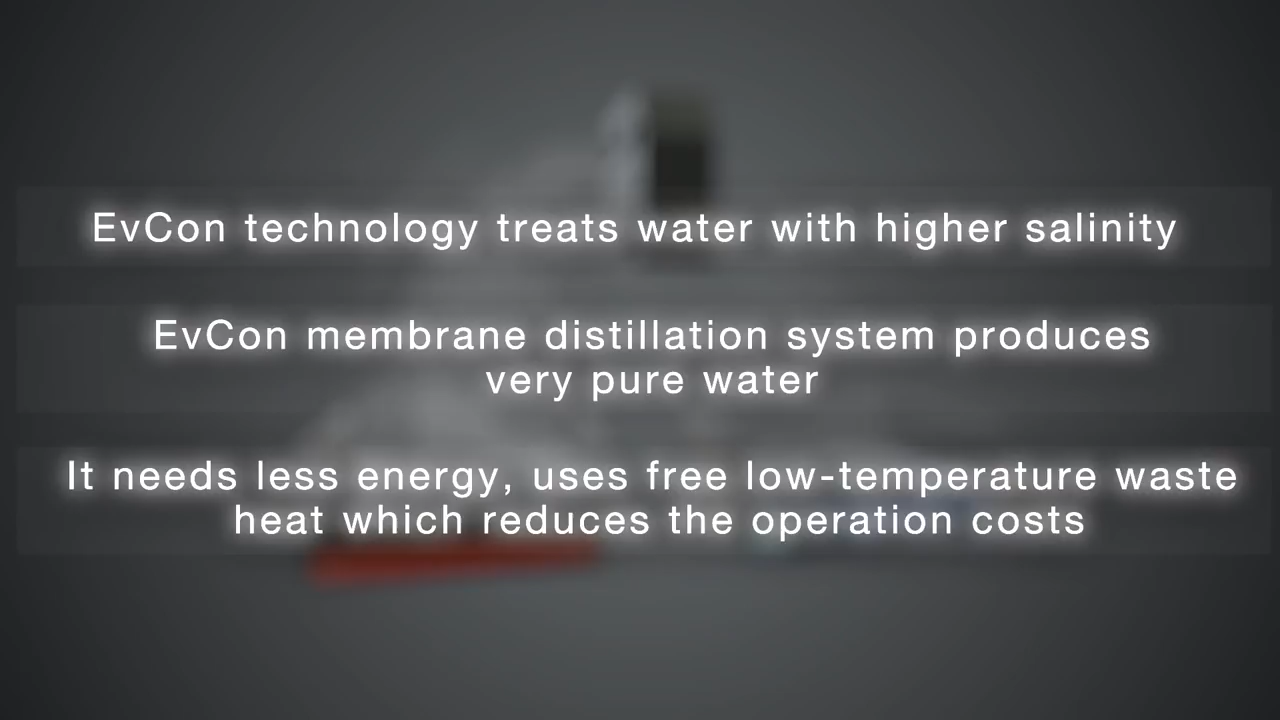 EvCon technology treats water with higher salinity
EvCon membrane distillation system produces
very pure water
It needs less energy, uses free low-temperature waste
heat which reduces the operation costs